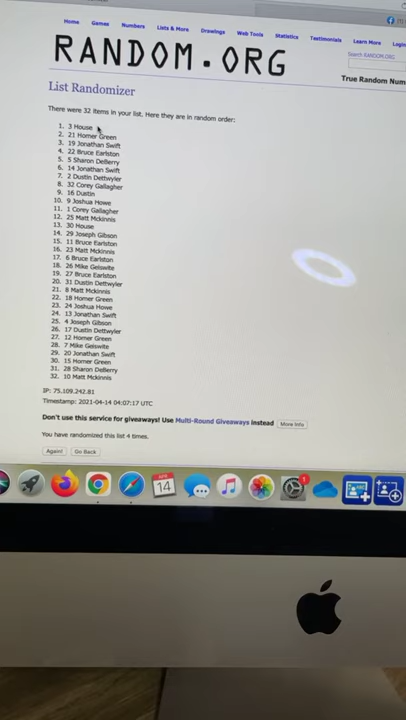 Home Games Numbers Lists & More Drawings Web Tools Statistics Testimonials Learn More Login
RANDOM.ORG
Search RANDOM.ORG
True Random Num
List Randomizer
There were 32 items in your list. Here they are in random order:
1. 3 House
2. 21 Homer Green
3. 19 Jonathan Swift
4. 22 Bruce Earlston
5. 5 Sharon DeBerry
6. 14 Jonathan Swift
7. 2 Dustin Dettwyler
8. 32 Corey Gallagher
9. 16 Dustin
10. 9 Joshua Howe
11. 1 Corey Gallagher
12. 25 Matt Mckinnis
13. 30 House
14. 29 Joseph Gibson
15. 11 Bruce Earlston
16. 23 Matt Mckinnis
17. 6 Bruce Earlston
18. 26 Mike Geiswite
19. 27 Bruce Earlston
20. 31 Dustin Dettwyler
21. 8 Matt Mckinnis
22. 18 Homer Green
23. 24 Joshua Howe
24. 13 Jonathan Swift
25. 4 Joseph Gibson
26. 17 Dustin Dettwyler
27. 12 Homer Green
28. 7 Mike Geiswite
29. 20 Jonathan Swift
30. 15 Homer Green
31. 28 Sharon DeBerry
32. 10 Matt Mckinnis
IP: 75.109.242.81
Timestamp: 2021-04-14 04:07:17 UTC
Don't use this service for giveaways! Use Multi-Round Giveaways instead More Info
You have randomized this list 4 times.
Again! Go Back
APR
14
1